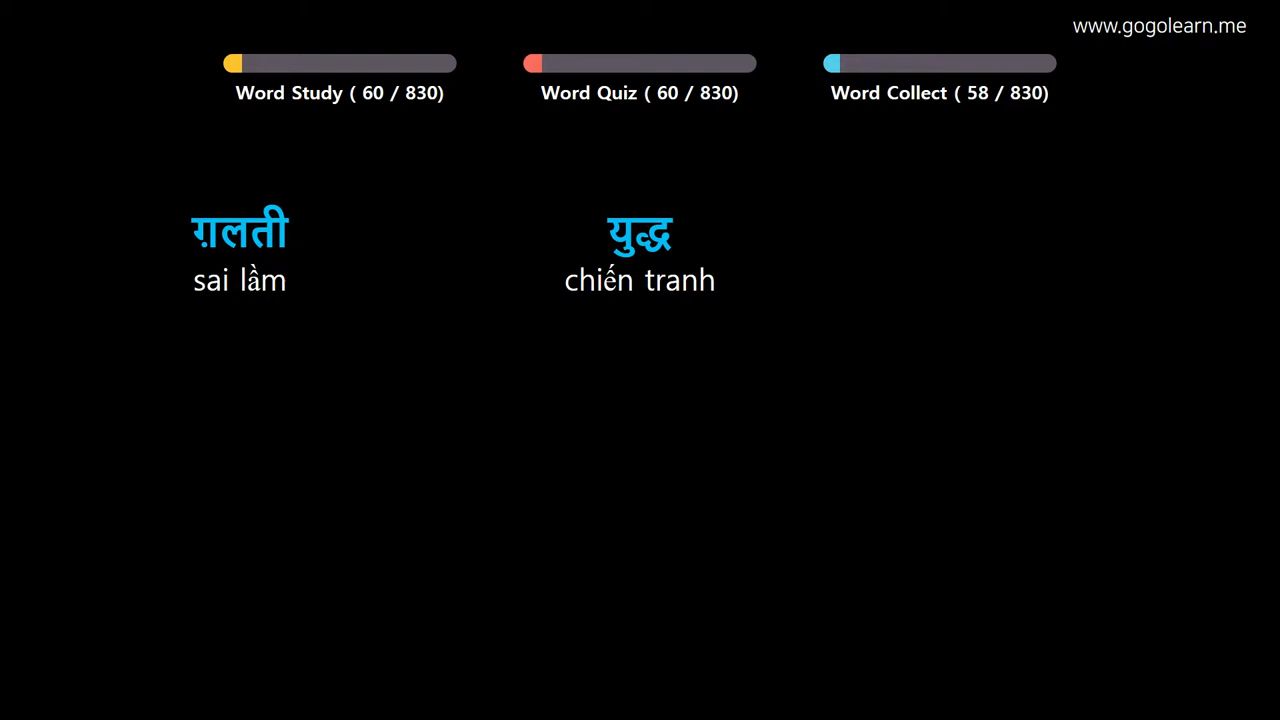 www.gogolearn.me
Word Study ( 60 / 830)
Word Quiz ( 60 / 830)
Word Collect ( 58 / 830)
ग़लती
युद्ध
sai lầm
chiến tranh